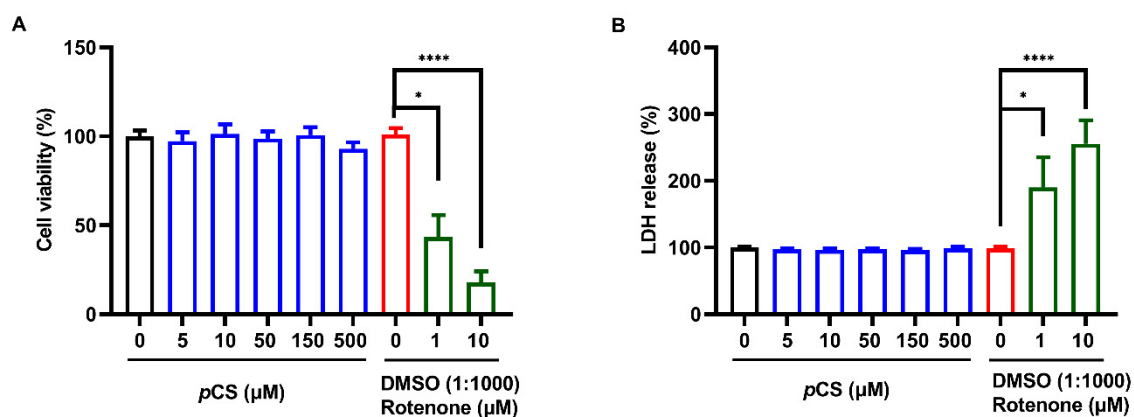 A
Cell viability (%)
150
100
50
0
****
*
0 5 10 50 150 500 0 1 10
pCS (µM)
DMSO (1:1000)
Rotenone (µM)
B
LDH release (%)
400
300
200
100
0
****
*
0 5 10 50 150 500 0 1 10
pCS (µM)
DMSO (1:1000)
Rotenone (µM)